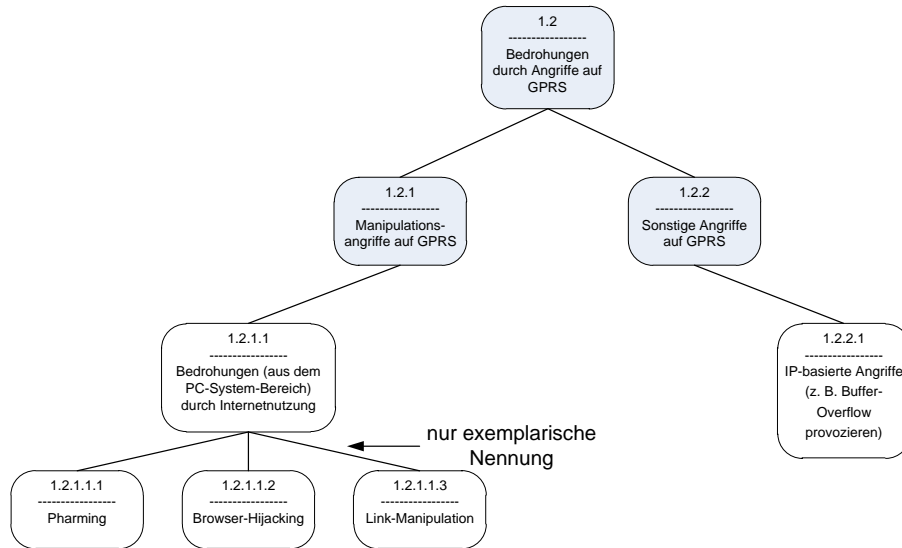 1.2
-----------------
Bedrohungen
durch Angriffe auf
GPRS
1.2.1
-----------------
Manipulations-
angriffe auf GPRS
1.2.2
-----------------
Sonstige Angriffe
auf GPRS
1.2.1.1
-----------------
Bedrohungen (aus dem
PC-System-Bereich)
durch Internetnutzung
1.2.2.1
-----------------
IP-basierte Angriffe
(z. B. Buffer-
Overflow
provozieren)
nur exemplarische
Nennung
1.2.1.1.1
-----------------
Pharming
1.2.1.1.2
-----------------
Browser-Hijacking
1.2.1.1.3
-----------------
Link-Manipulation